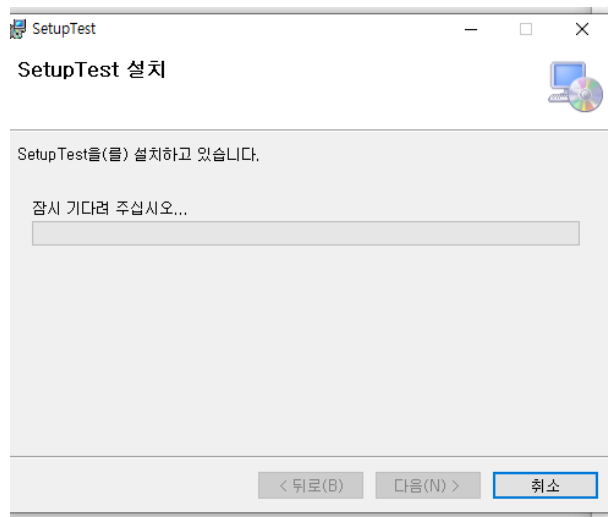 SetupTest
SetupTest 설치
SetupTest을(를) 설치하고 있습니다.
잠시 기다려 주십시오...
< 뒤로(B)
다음(N) >
취소